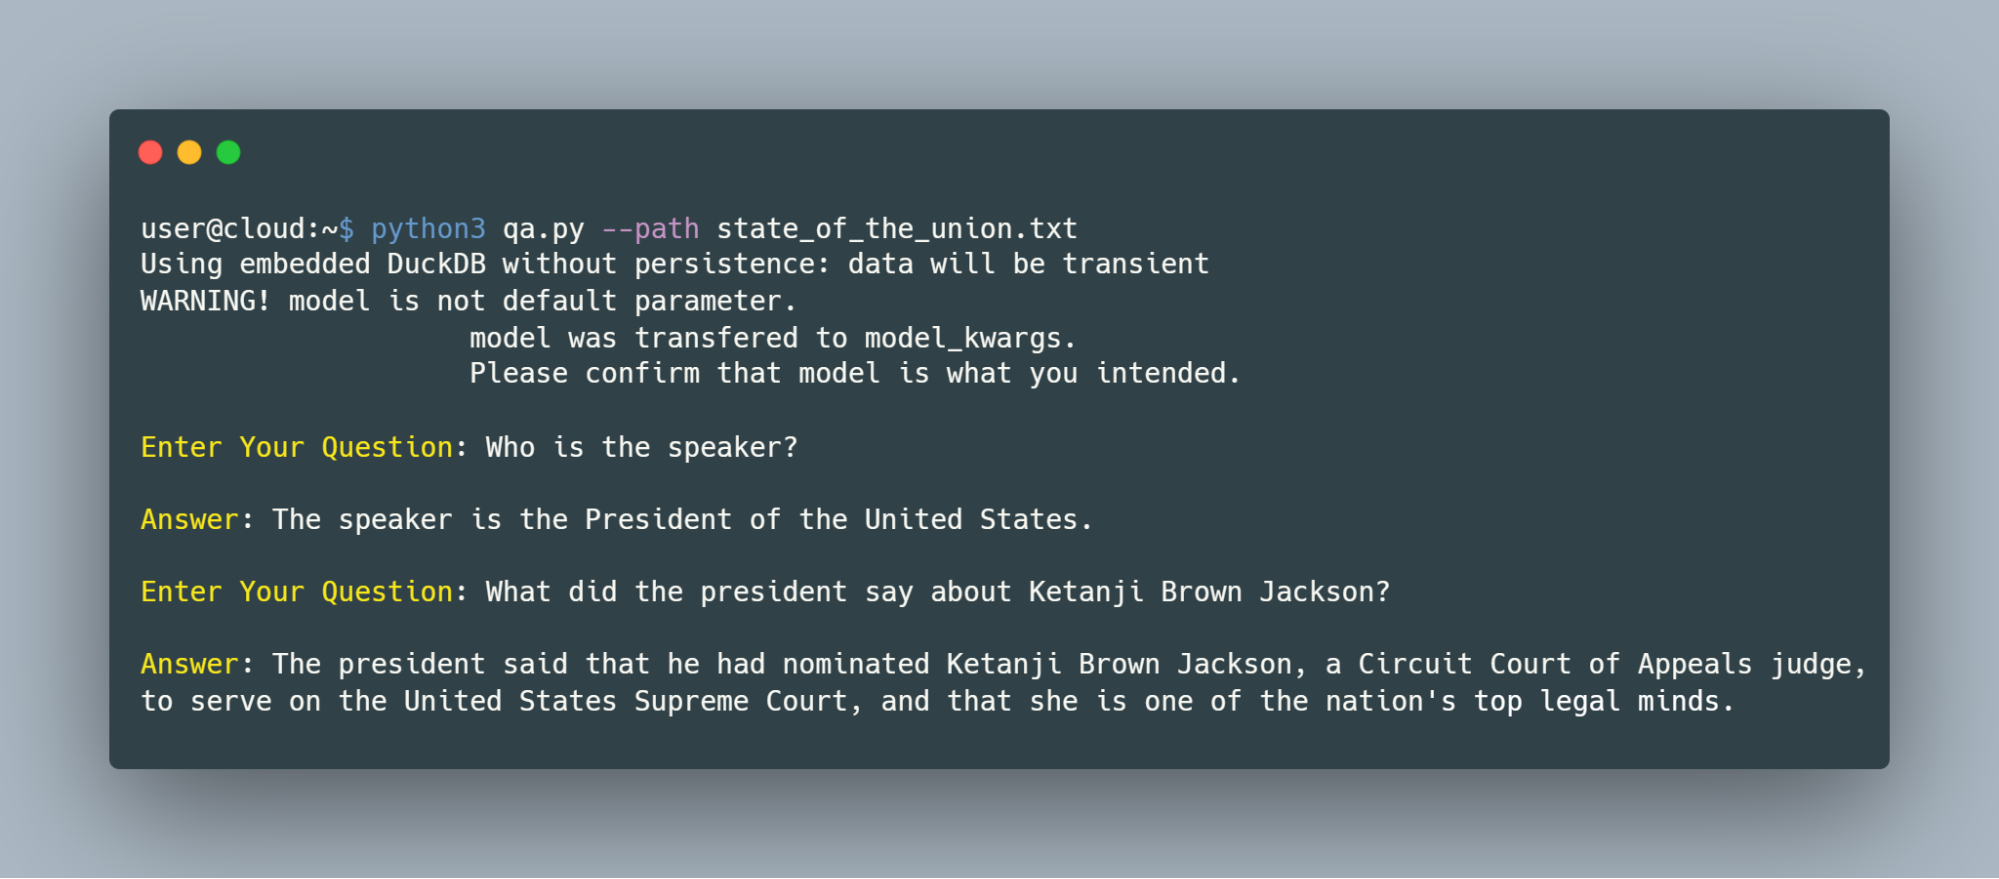 user@cloud:~$ python3 qa.py --path state_of_the_union.txt
Using embedded DuckDB without persistence: data will be transient
WARNING! model is not default parameter.
model was transfered to model_kwargs.
Please confirm that model is what you intended.
Enter Your Question: Who is the speaker?
Answer: The speaker is the President of the United States.
Enter Your Question: What did the president say about Ketanji Brown Jackson?
Answer: The president said that he had nominated Ketanji Brown Jackson, a Circuit Court of Appeals judge,
to serve on the United States Supreme Court, and that she is one of the nation's top legal minds.